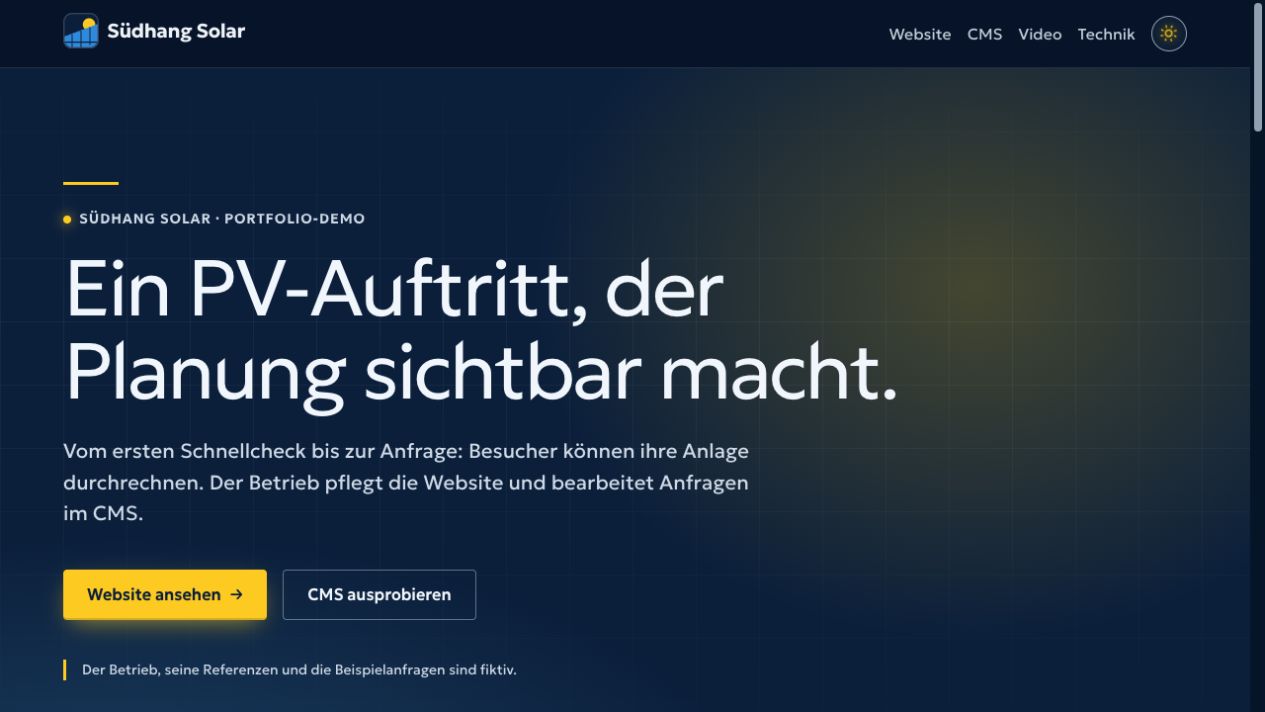 Südhang Solar
Website CMS Video Technik
SÜDHANG SOLAR · PORTFOLIO-DEMO
Ein PV-Auftritt, der
Planung sichtbar macht.
Vom ersten Schnellcheck bis zur Anfrage: Besucher können ihre Anlage
durchrechnen. Der Betrieb pflegt die Website und bearbeitet Anfragen
im CMS.
Website ansehen →
CMS ausprobieren
Der Betrieb, seine Referenzen und die Beispielanfragen sind fiktiv.